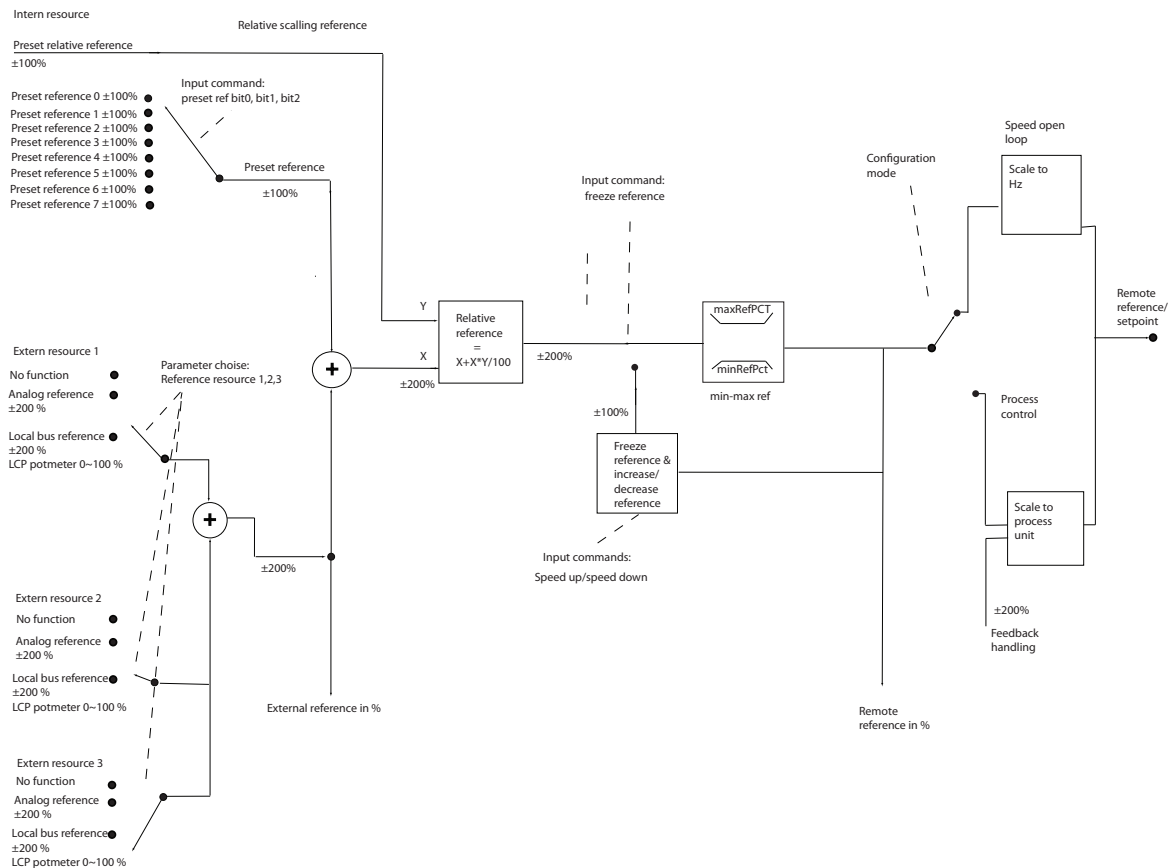 Intern resource
Relative scalling reference
Preset relative reference
±100%
Input command:
preset ref bit0, bit1, bit2
Preset reference 0 ±100%
Preset reference 1 ±100%
Preset reference 2 ±100%
Preset reference 3 ±100%
Preset reference 4 ±100%
Preset reference 5 ±100%
Preset reference 6 ±100%
Preset reference 7 ±100%
Preset reference
±100%
Input command:
freeze reference
Configuration
mode
Speed open
loop
Scale to
Hz
Y
X
±200%
Relative
reference
=
X+X*Y/100
±200%
maxRefPCT
minRefPct
min-max ref
Remote
reference/
setpoint
Extern resource 1
No function
Analog reference
±200 %
Local bus reference
±200 %
LCP potmeter 0~100 %
Parameter choise:
Reference resource 1,2,3
+
+
±200%
±100%
Freeze
reference &
increase/
decrease
reference
Input commands:
Speed up/speed down
Process
control
Scale to
process
unit
±200%
Feedback
handling
Extern resource 2
No function
Analog reference
±200 %
Local bus reference
±200 %
LCP potmeter 0~100 %
External reference in %
Remote
reference in %
Extern resource 3
No function
Analog reference
±200 %
Local bus reference
±200 %
LCP potmeter 0~100 %